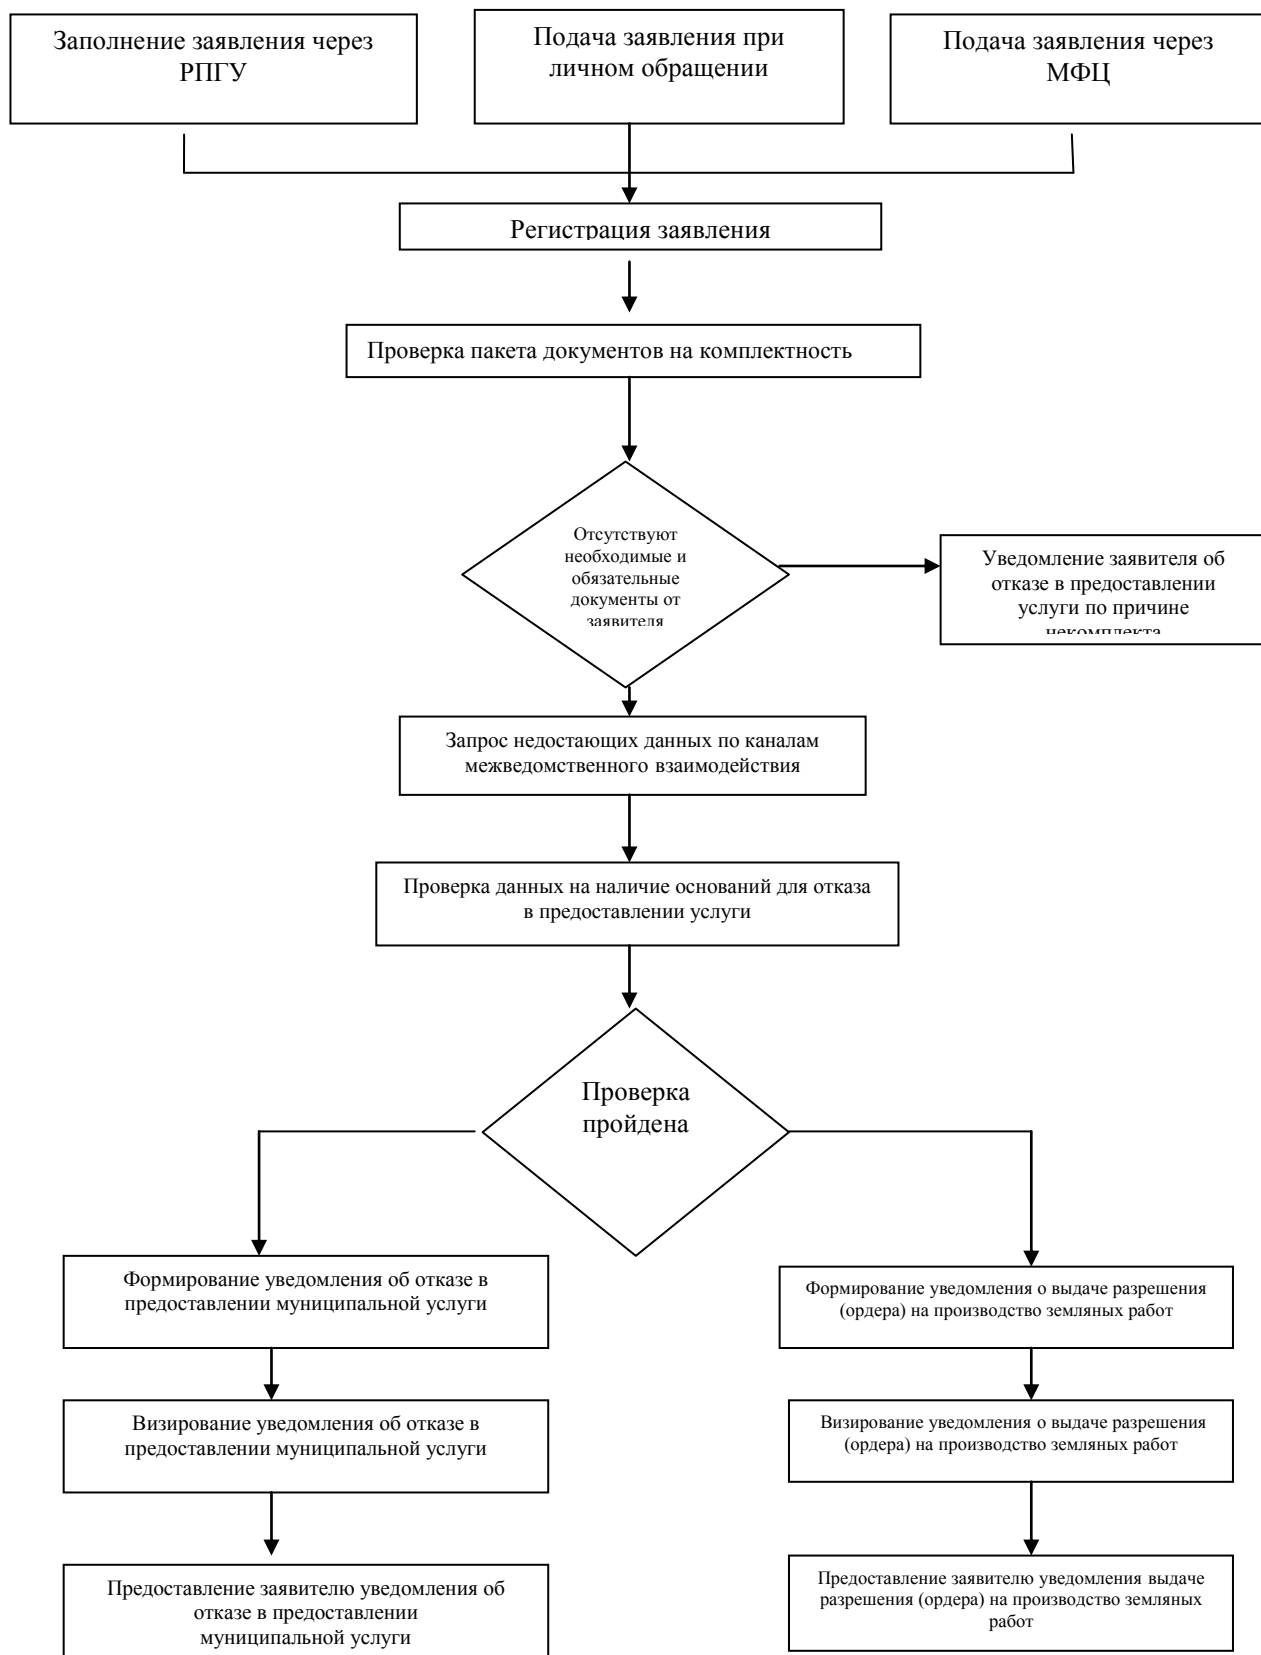 Заполнение заявления через
РПГУ
Подача заявления при
личном обращении
Подача заявления через
МФЦ
Регистрация заявления
Проверка пакета документов на комплектность
Отсутствуют
необходимые и
обязательные
документы от
заявителя
Уведомление заявителя об
отказе в предоставлении
услуги по причине
некомплекта
Запрос недостающих данных по каналам
межведомственного взаимодействия
Проверка данных на наличие оснований для отказа
в предоставлении услуги
Проверка
пройдена
Формирование уведомления об отказе в
предоставлении муниципальной услуги
Формирование уведомления о выдаче разрешения
(ордера) на производство земляных работ
Визирование уведомления об отказе в
предоставлении муниципальной услуги
Визирование уведомления о выдаче разрешения
(ордера) на производство земляных работ
Предоставление заявителю уведомления об
отказе в предоставлении
муниципальной услуги
Предоставление заявителю уведомления выдаче
разрешения (ордера) на производство земляных
работ